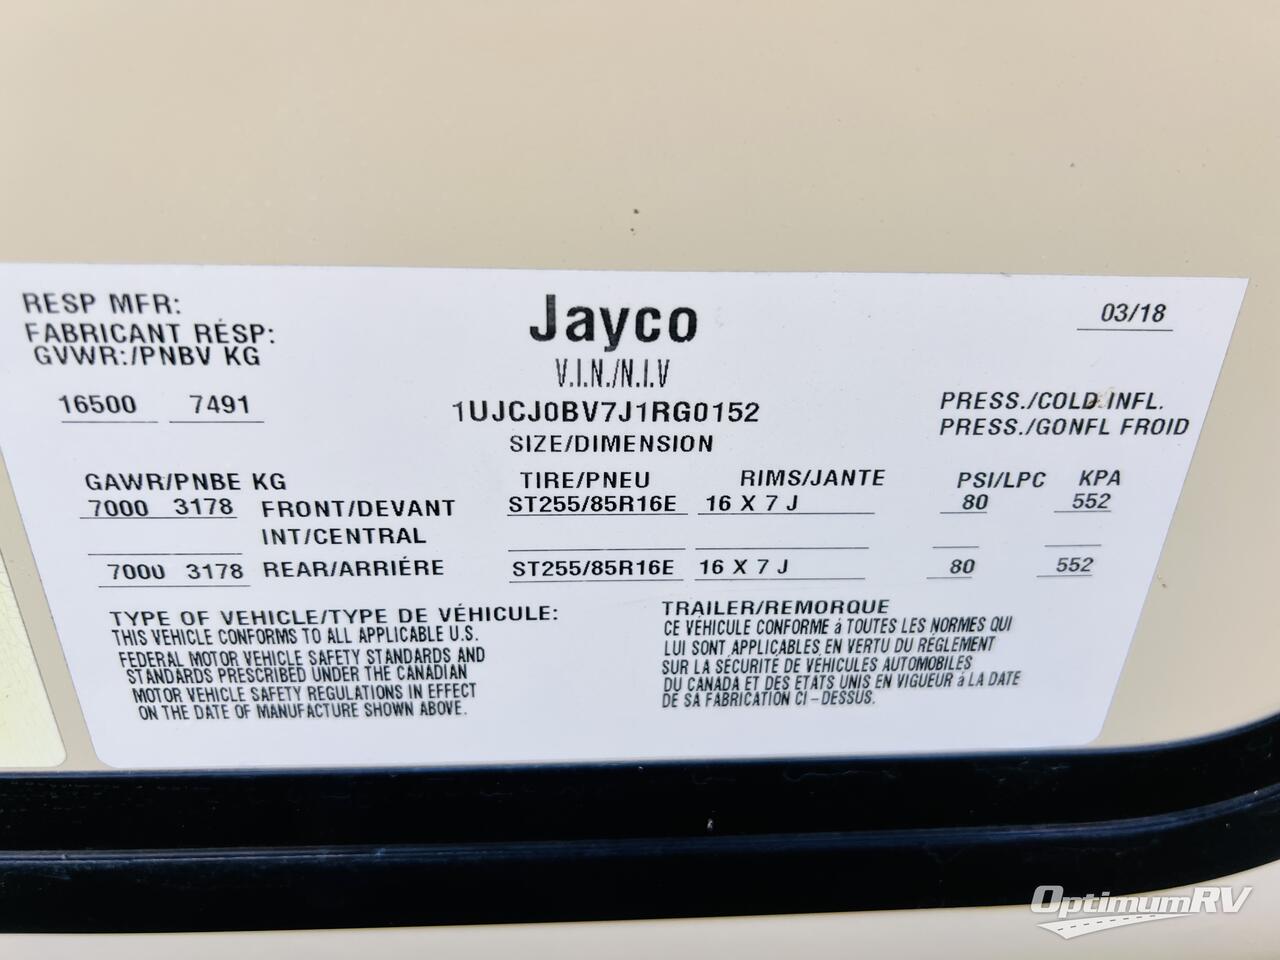 RESP MFR:
FABRICANT RÉSP:
GVWR:/PNBV KG
16500 7491
Jayco
V.I.N./N.I.V
1UJCJ0BV7J1RG0152
SIZE/DIMENSION
03/18
PRESS./COLD INFL.
PRESS./GONFL FROID
GAWR/PNBE KG TIRE/PNEU RIMS/JANTE PSI/LPC KPA
7000 3178 FRONT/DEVANT ST255/85R16E 16 X 7 J 80 552
INT/CENTRAL
7000 3178 REAR/ARRIÉRE ST255/85R16E 16 X 7 J 80 552
TYPE OF VEHICLE/TYPE DE VÉHICULE:
THIS VEHICLE CONFORMS TO ALL APPLICABLE U.S.
FEDERAL MOTOR VEHICLE SAFETY STANDARDS AND
STANDARDS PRESCRIBED UNDER THE CANADIAN
MOTOR VEHICLE SAFETY REGULATIONS IN EFFECT
ON THE DATE OF MANUFACTURE SHOWN ABOVE.
TRAILER/REMORQUE
CE VÉHICULE CONFORME à TOUTES LES NORMES QUI
LUI SONT APPLICABLES EN VERTU DU RÉGLEMENT
SUR LA SÉCURITÉ DE VÉHICULES AUTOMOBILES
DU CANADA ET DES ÉTATS UNIS EN VIGUEUR à LA DATE
DE SA FABRICATION CI-DESSUS.
OptimumRV